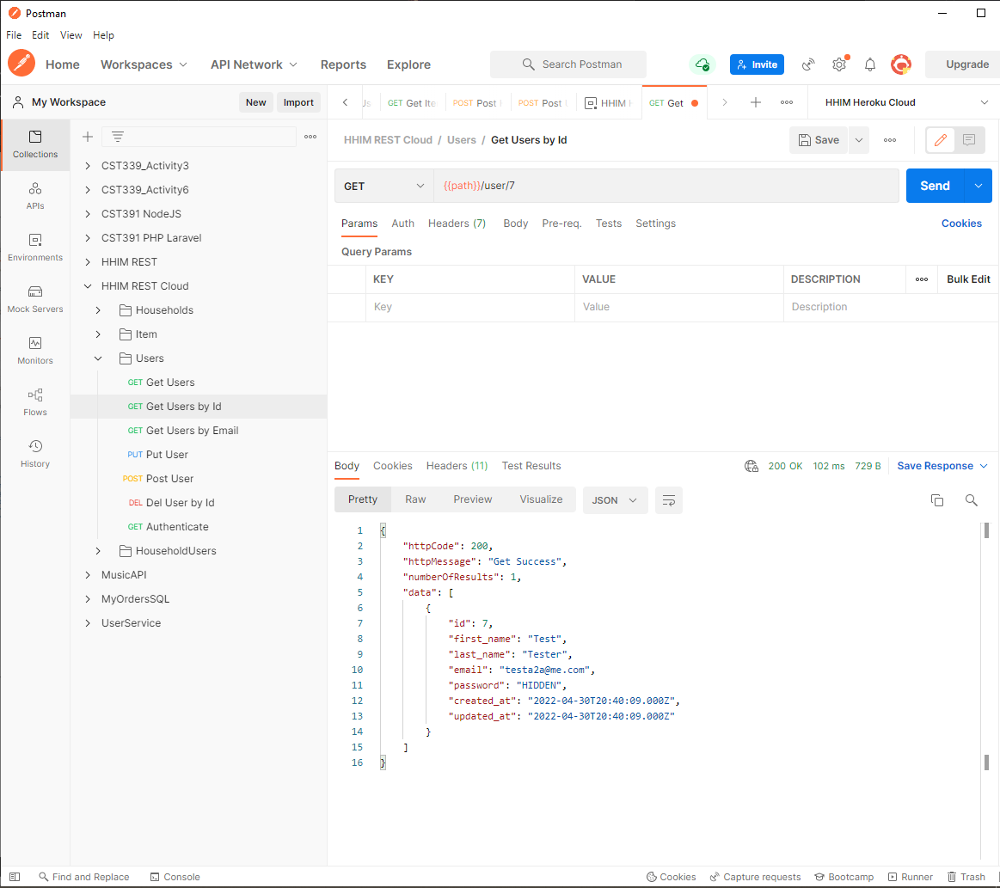 Postman
File Edit View Help
Home Workspaces API Network Reports Explore Search Postman Invite Upgrade
My Workspace New Import
GET Get Ite POST Post POST Post HHIM GET Get HHIM Heroku Cloud
Collections
APIs
Environments
Mock Servers
Monitors
Flows
History
CST339_Activity3
CST339_Activity6
CST391 NodeJS
CST391 PHP Laravel
HHIM REST
HHIM REST Cloud
Households
Item
Users
GET Get Users
GET Get Users by Id
GET Get Users by Email
PUT Put User
POST Post User
DEL Del User by Id
GET Authenticate
HouseholdUsers
MusicAPI
MyOrdersSQL
UserService
HHIM REST Cloud / Users / Get Users by Id Save
GET {{path}}/user/7 Send
Params Auth Headers (7) Body Pre-req. Tests Settings Cookies
Query Params
KEY VALUE DESCRIPTION Bulk Edit
Key Value Description
Body Cookies Headers (11) Test Results 200 OK 102 ms 729 B Save Response
Pretty Raw Preview Visualize JSON
1 {
2 "httpCode": 200,
3 "httpMessage": "Get Success",
4 "numberOfResults": 1,
5 "data": [
6 {
7 "id": 7,
8 "first_name": "Test",
9 "last_name": "Tester",
10 "email": "testa2a@me.com",
11 "password": "HIDDEN",
12 "created_at": "2022-04-30T20:40:09.000Z",
13 "updated_at": "2022-04-30T20:40:09.000Z"
14 }
15 ]
16 }
Find and Replace Console Cookies Capture requests Bootcamp Runner Trash